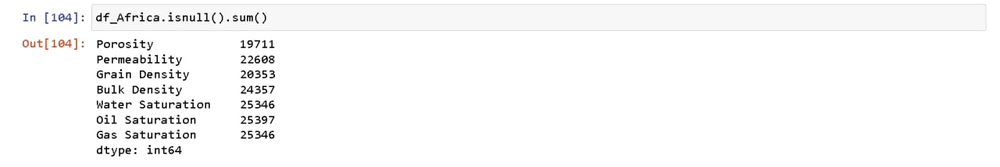 In [104]: df_Africa.isnull().sum()
Out[104]: Porosity 19711
Permeability 22608
Grain Density 20353
Bulk Density 24357
Water Saturation 25346
Oil Saturation 25397
Gas Saturation 25346
dtype: int64